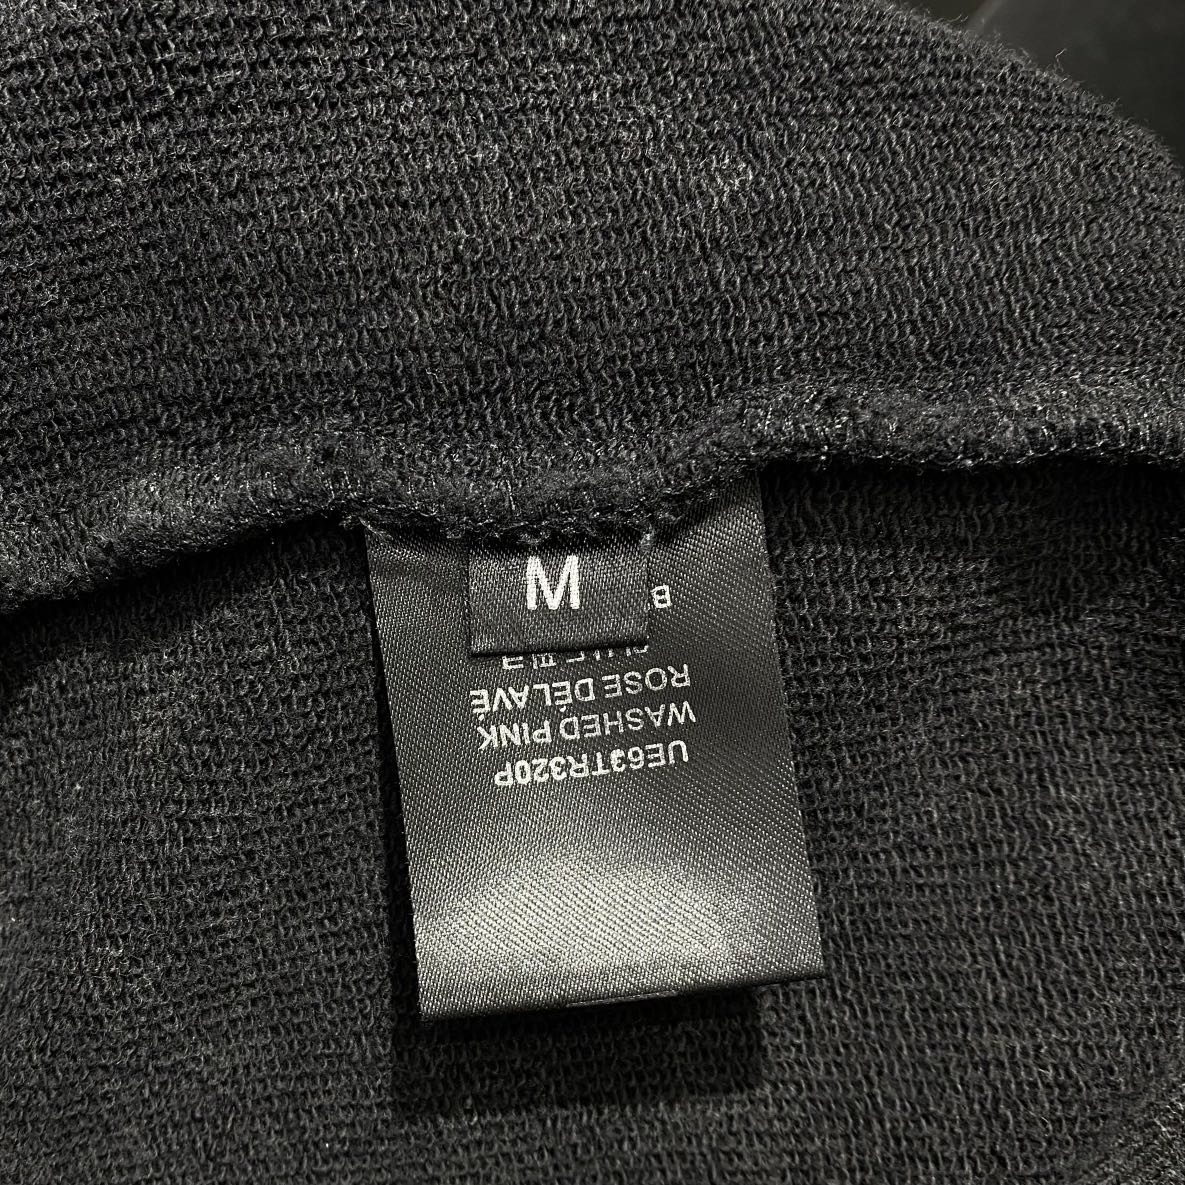 M
UE63TR320P
WASHED PINK
ROSE DÉLAVÉ
B